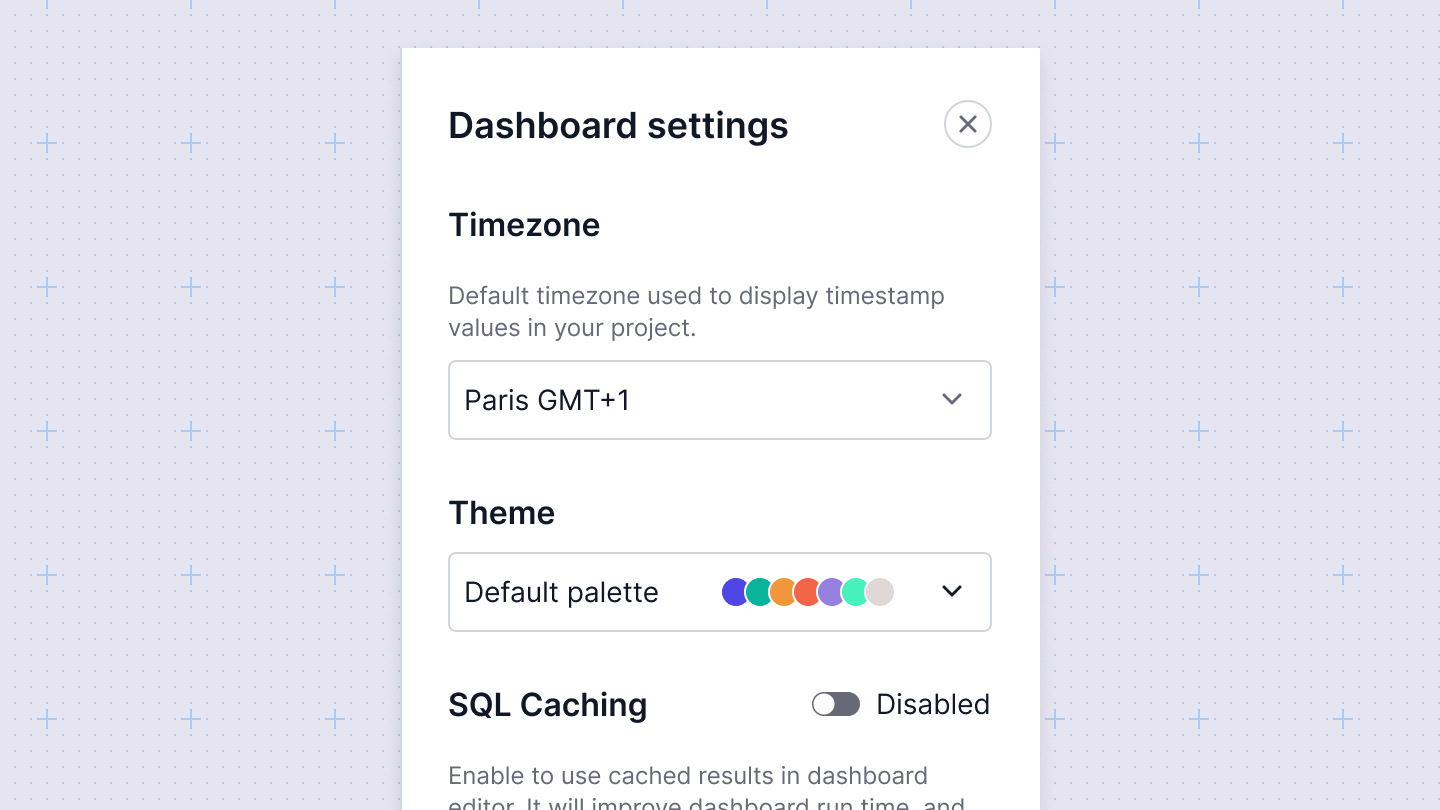 Dashboard settings
Timezone
Default timezone used to display timestamp
values in your project.
Paris GMT+1
Theme
Default palette
SQL Caching
Disabled
Enable to use cached results in dashboard
editor. It will improve dashboard run time, and